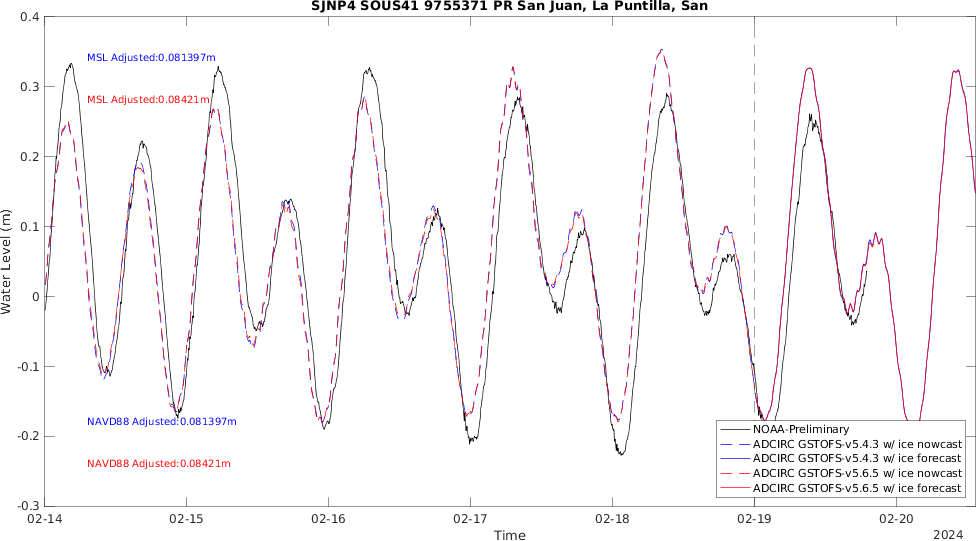 SJNP4 SOUS41 9755371 PR San Juan, La Puntilla, San
0.4
0.3
0.2
0.1
0
-0.1
-0.2
-0.3
Water Level (m)
MSL Adjusted:0.081397m
MSL Adjusted:0.08421m
NAVD88 Adjusted:0.081397m
NAVD88 Adjusted:0.08421m
NOAA-Preliminary
ADCIRC GSTOFS-v5.4.3 w/ ice nowcast
ADCIRC GSTOFS-v5.4.3 w/ ice forecast
ADCIRC GSTOFS-v5.6.5 w/ ice nowcast
ADCIRC GSTOFS-v5.6.5 w/ ice forecast
02-14 02-15 02-16 02-17 02-18 02-19 02-20
Time
2024